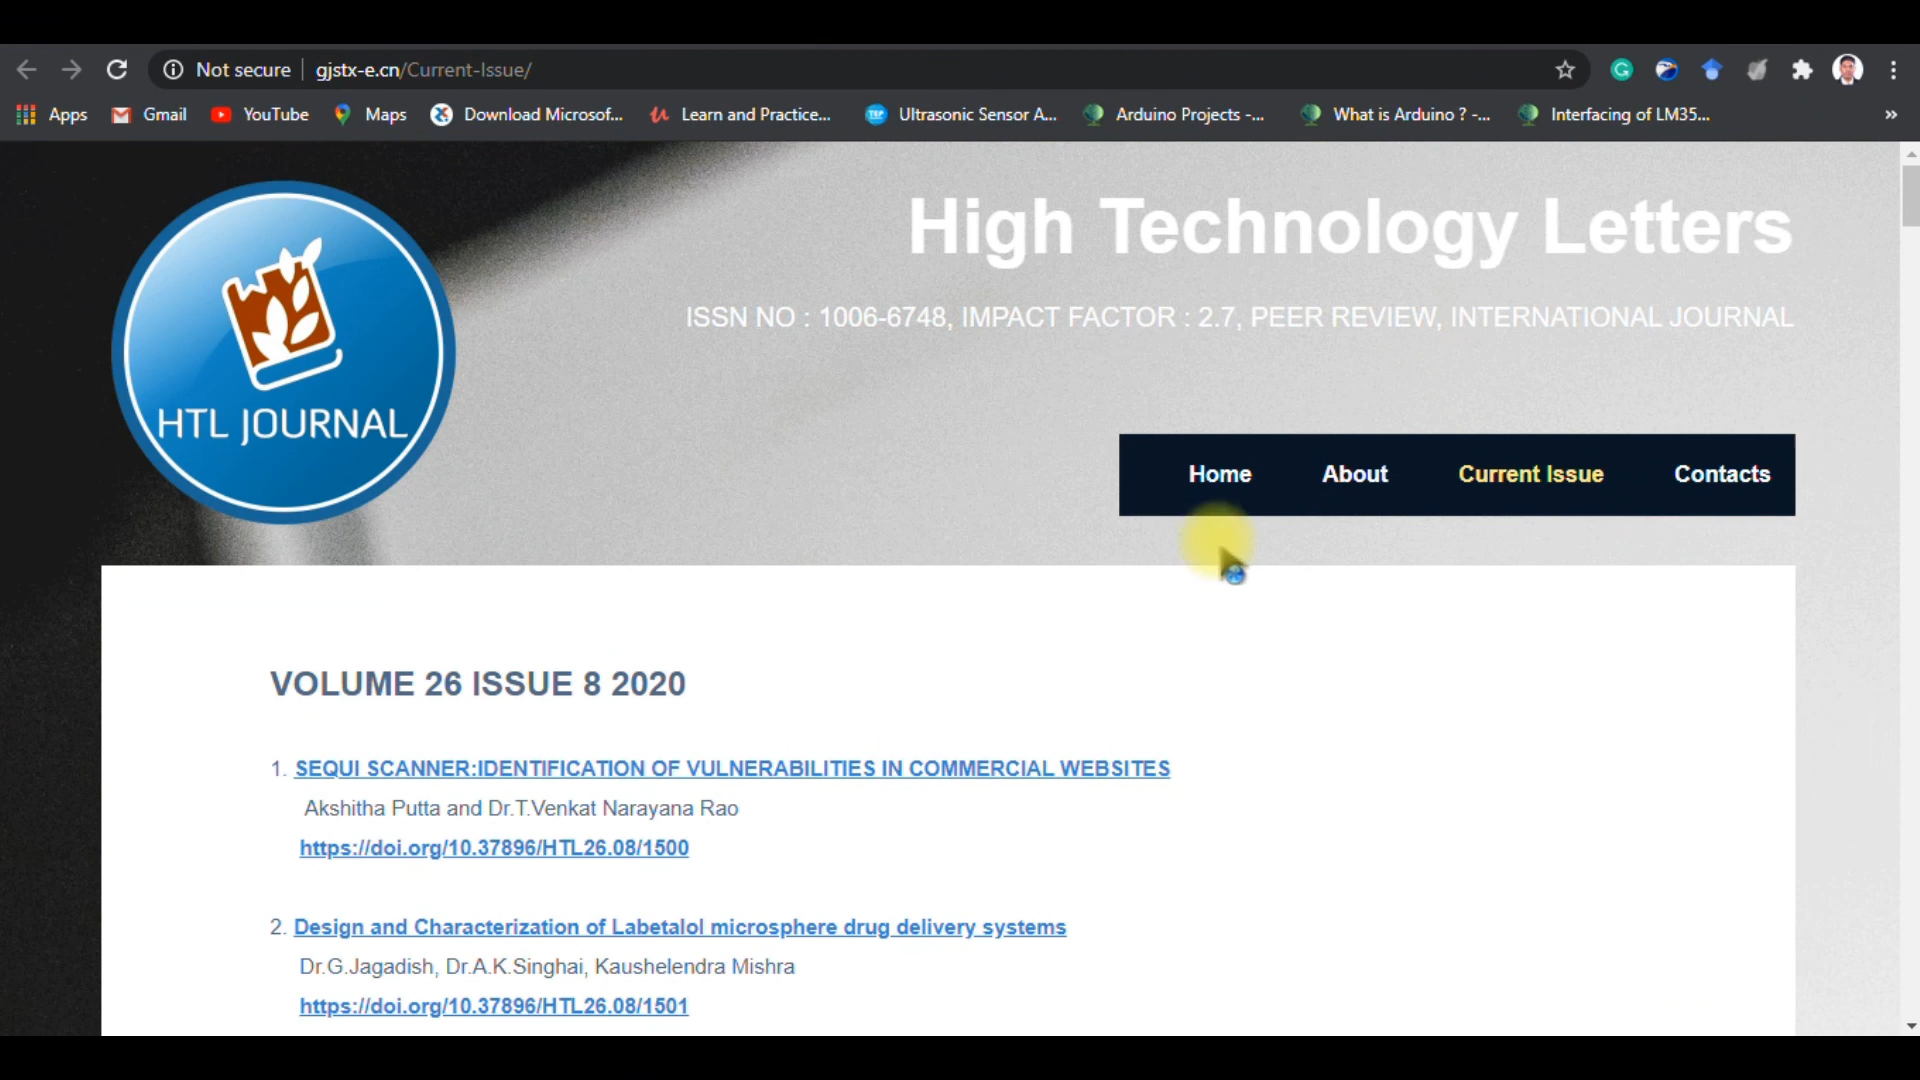 Not secure | gjstx-e.cn/Current-Issue/
Apps Gmail YouTube Maps Download Microsof... Learn and Practice... Ultrasonic Sensor A... Arduino Projects -... What is Arduino ? -... Interfacing of LM35... »
High Technology Letters
ISSN NO : 1006-6748, IMPACT FACTOR : 2.7, PEER REVIEW, INTERNATIONAL JOURNAL
HTL JOURNAL
Home About Current Issue Contacts
VOLUME 26 ISSUE 8 2020
1. SEQUI SCANNER:IDENTIFICATION OF VULNERABILITIES IN COMMERCIAL WEBSITES
Akshitha Putta and Dr.T.Venkat Narayana Rao
https://doi.org/10.37896/HTL26.08/1500
2. Design and Characterization of Labetalol microsphere drug delivery systems
Dr.G.Jagadish, Dr.A.K.Singhai, Kaushelendra Mishra
https://doi.org/10.37896/HTL26.08/1501